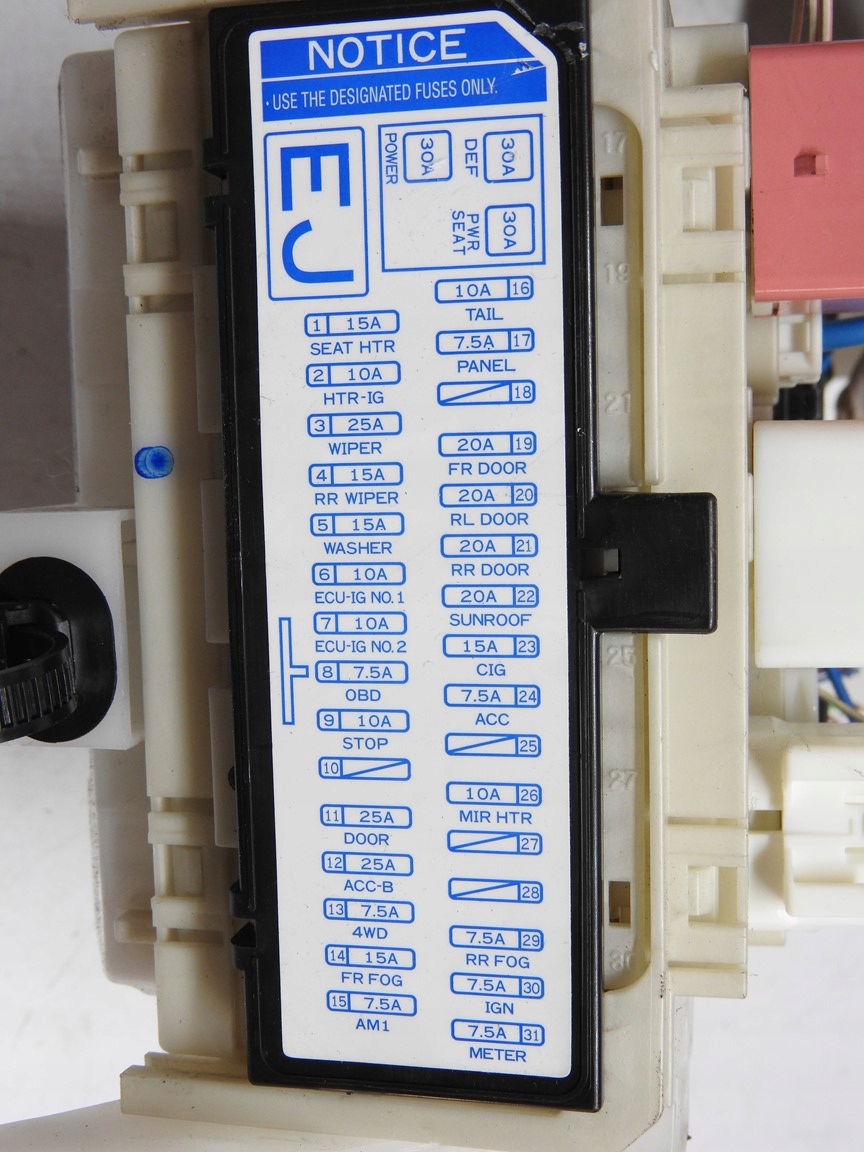 NOTICE
· USE THE DESIGNATED FUSES ONLY.
EJ
30A
POWER
30A
DEF
30A
PWR
SEAT
1 15A
SEAT HTR
2 10A
HTR-IG
3 25A
WIPER
4 15A
RR WIPER
5 15A
WASHER
6 10A
ECU-IG NO.1
7 10A
ECU-IG NO.2
8 7.5A
OBD
9 10A
STOP
10
11 25A
DOOR
12 25A
ACC-B
13 7.5A
4WD
14 15A
FR FOG
15 7.5A
AM1
10A 16
TAIL
7.5A 17
PANEL
18
20A 19
FR DOOR
20A 20
RL DOOR
20A 21
RR DOOR
20A 22
SUNROOF
15A 23
CIG
7.5A 24
ACC
25
10A 26
MIR HTR
27
28
7.5A 29
RR FOG
7.5A 30
IGN
7.5A 31
METER
17
19
21
25
27